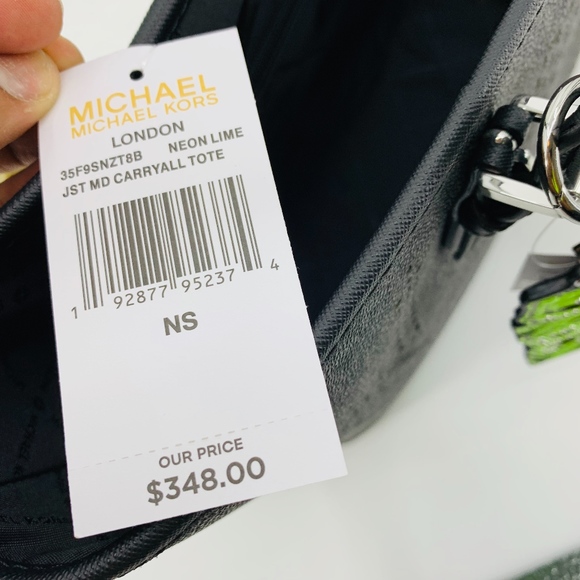 MICHAEL
MICHAEL KORS
LONDON
35F9SNZT8B NEON LIME
JST MD CARRYALL TOTE
1 92877 95237 4
NS
OUR PRICE
$348.00